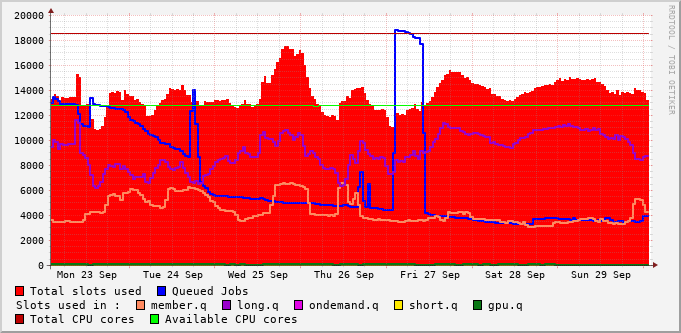 20000
18000
16000
14000
12000
10000
8000
6000
4000
2000
0
Mon 23 Sep Tue 24 Sep Wed 25 Sep Thu 26 Sep Fri 27 Sep Sat 28 Sep Sun 29 Sep
RRDTOOL / TOBI OETIKER
Total slots used Queued Jobs
Slots used in : member.q long.q ondemand.q short.q gpu.q
Total CPU cores Available CPU cores